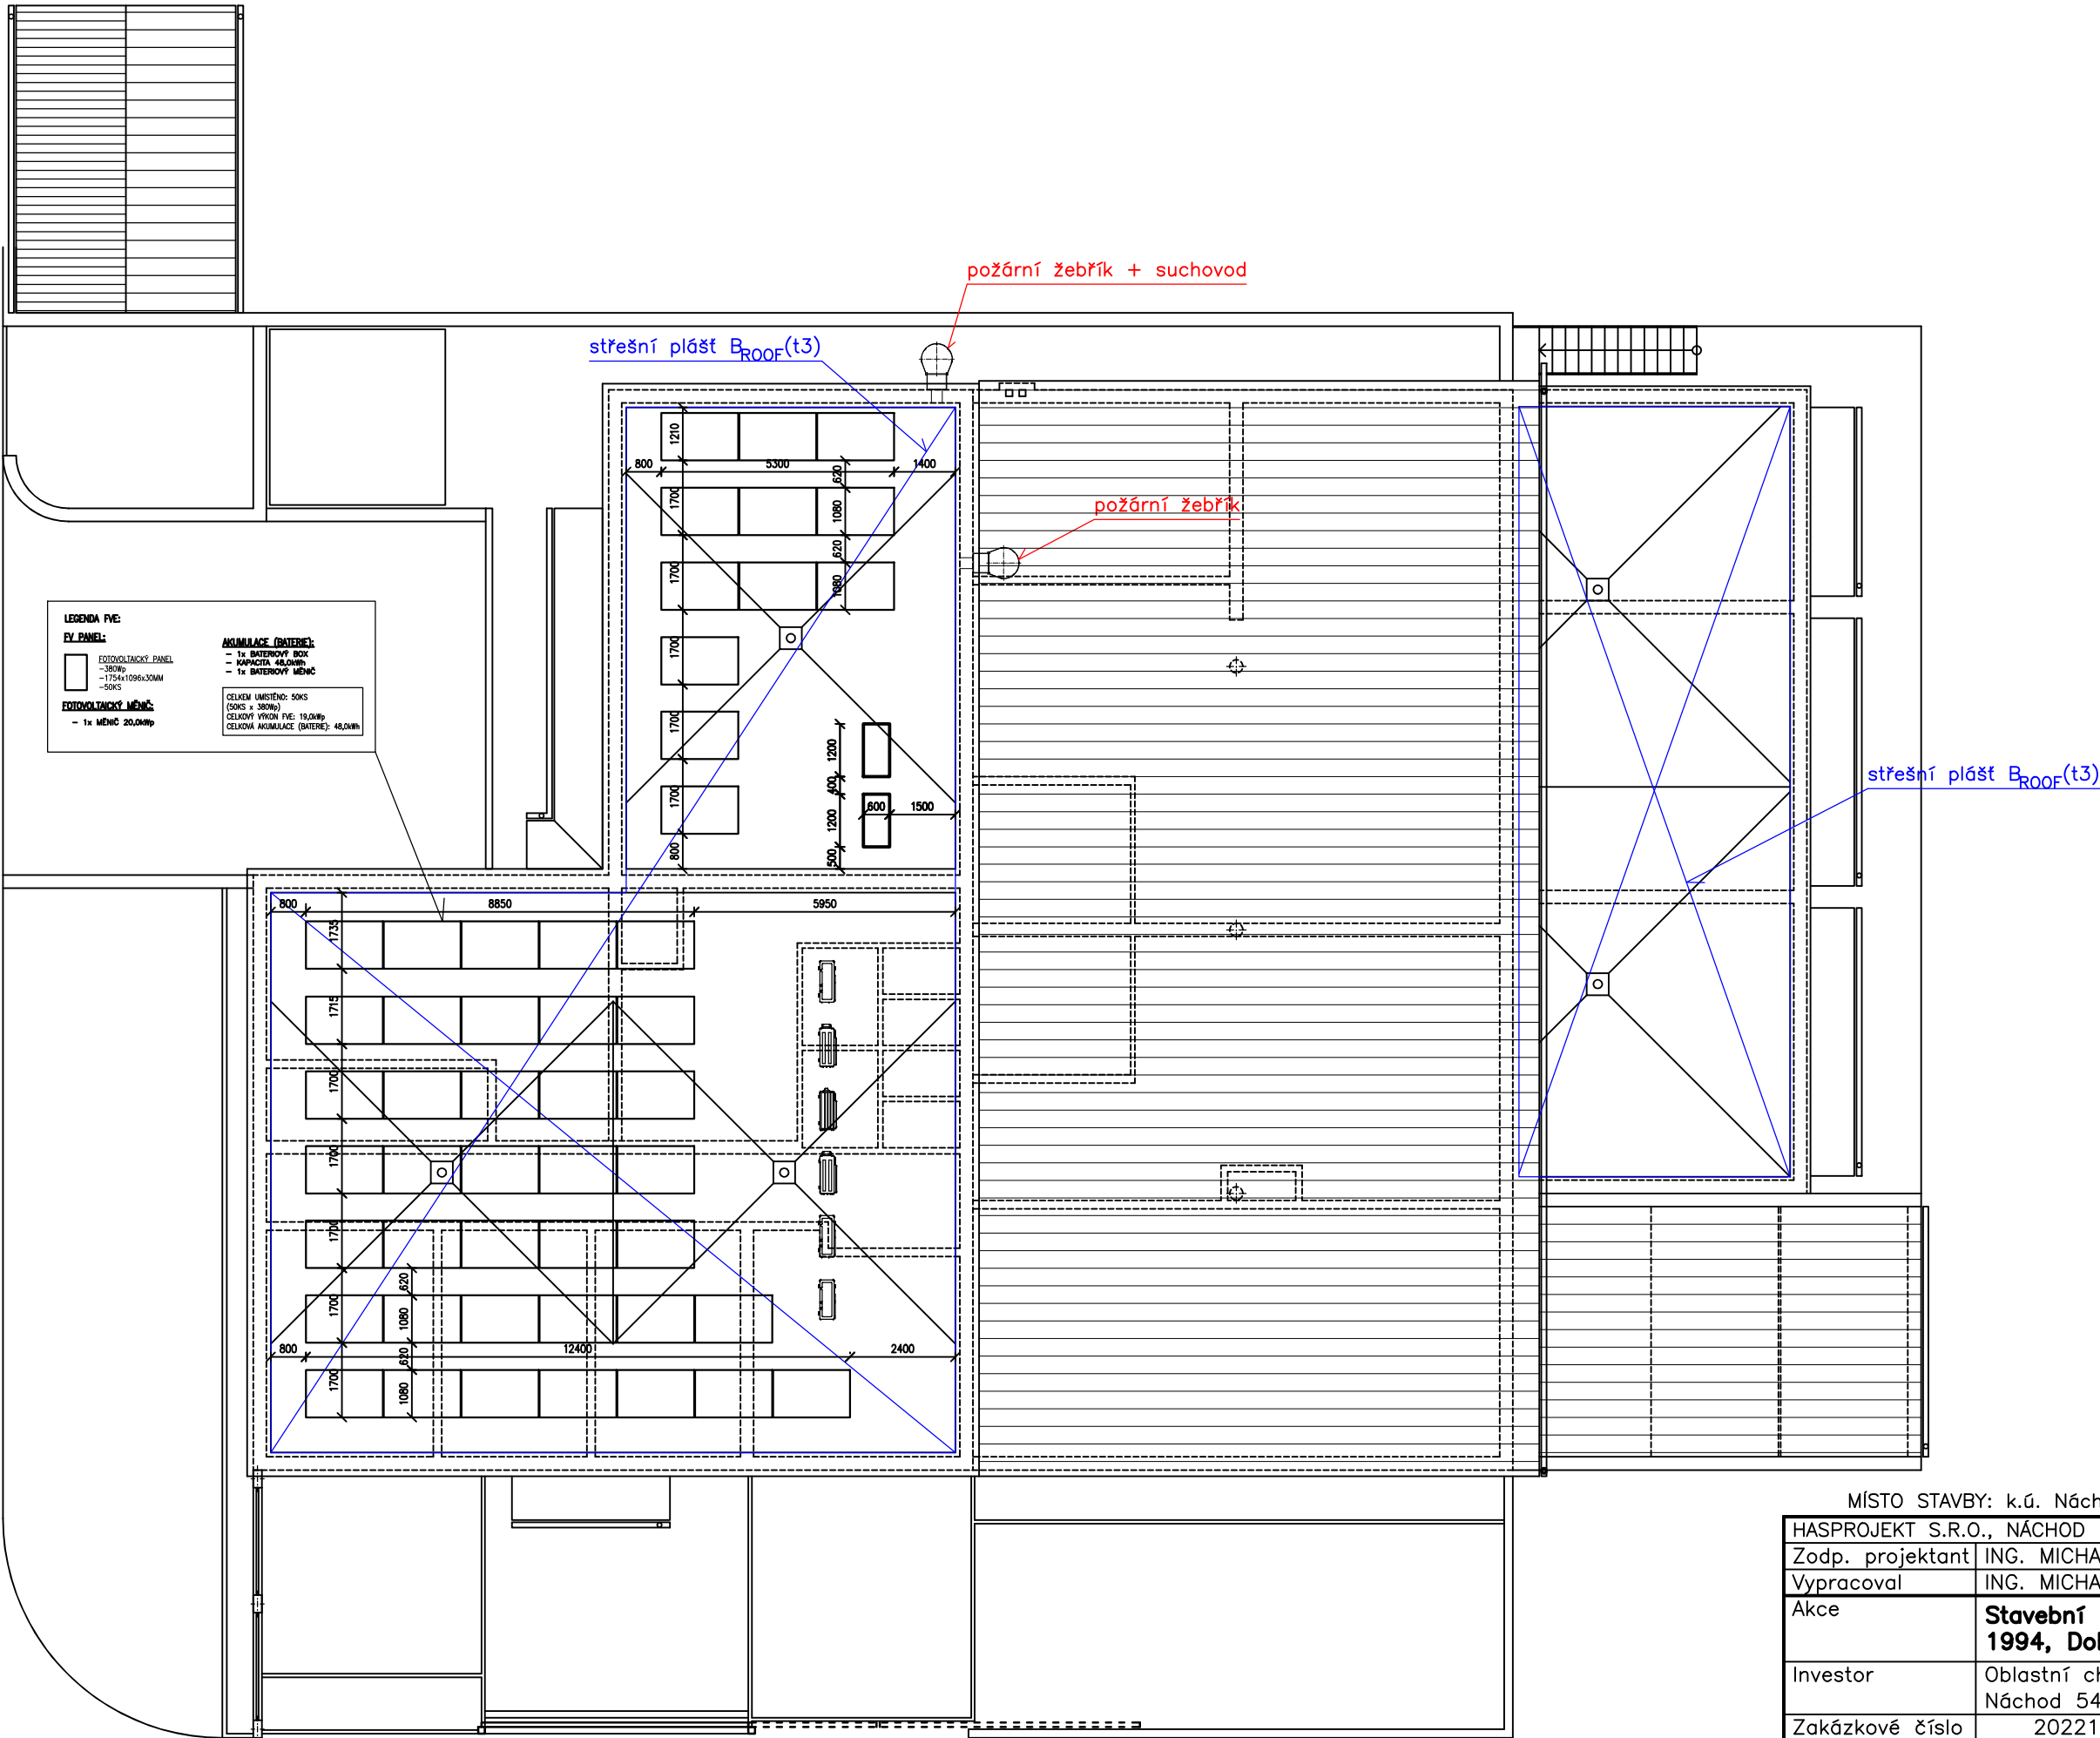 požární žebřík + suchovod
střešní plášť BROOF(t3)
1210
800
5300
1400
620
1700
1080
požární žebřík
620
1700
1080
1700
1700
1200
400
1700
600
1500
1200
800
500
střešní plášť BROOF(t3)
LEGENDA FVE:
FV PANEL:
FOTOVOLTAICKÝ PANEL
-380Wp
-1754x1096x30MM
-50KS
FOTOVOLTAICKÝ MĚNIČ:
- 1x MĚNIČ 20,0kWp
AKUMULACE (BATERIE):
- 1x BATERIOVÝ BOX
- KAPACITA 48,0kWh
- 1x BATERIOVÝ MĚNIČ
CELKEM UMÍSTĚNO: 50KS
(50KS x 380Wp)
CELKOVÝ VÝKON FVE: 19,0kWp
CELKOVÁ AKUMULACE (BATERIE): 48,0kWh
800
8850
5950
1735
1715
1700
1700
1700
620
1700
1080
800
12400
620
2400
1700
1080
MÍSTO STAVBY: k.ú. Nách
HASPROJEKT S.R.O., NÁCHOD
Zodp. projektant ING. MICHA
Vypracoval ING. MICHA
Akce Stavební
1994, Dol
Investor Oblastní ch
Náchod 54
Zakázkové číslo 20221